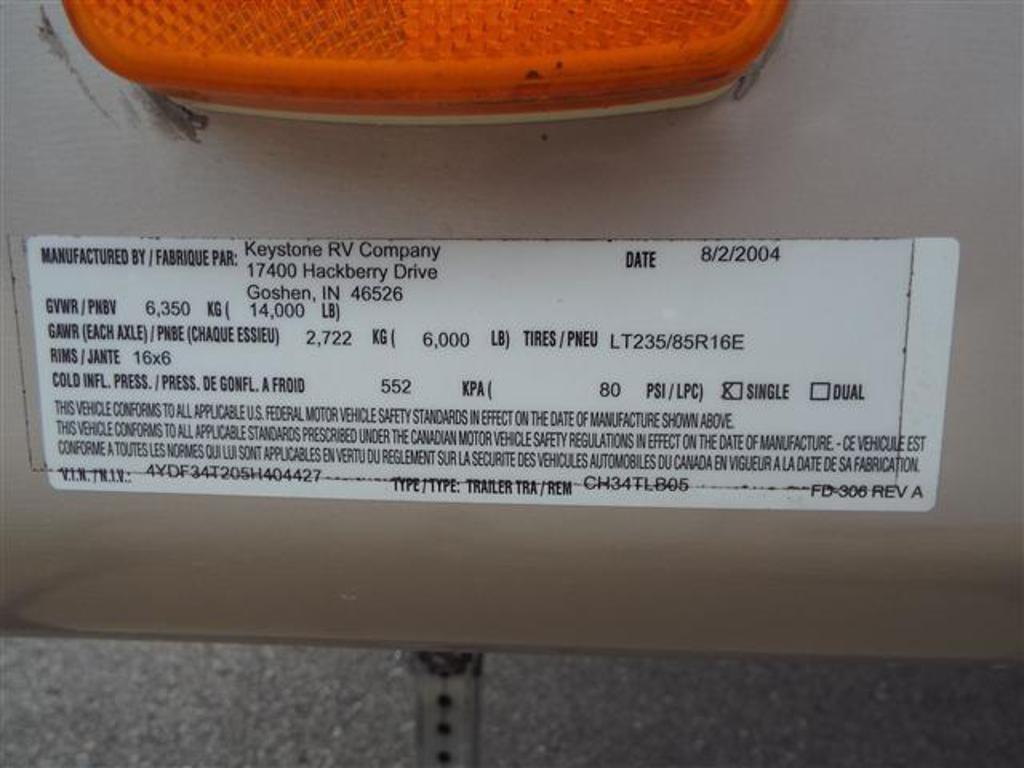 MANUFACTURED BY / FABRIQUE PAR: Keystone RV Company DATE 8/2/2004
17400 Hackberry Drive
Goshen, IN 46526
GVWR / PNBV 6,350 KG ( 14,000 LB)
GAWR (EACH AXLE) / PNBE (CHAQUE ESSIEU) 2,722 KG ( 6,000 LB) TIRES / PNEU LT235/85R16E
RIMS / JANTE 16x6
COLD INFL. PRESS. / PRESS. DE GONFL. A FROID 552 KPA ( 80 PSI / LPC) ☒ SINGLE ☐ DUAL
THIS VEHICLE CONFORMS TO ALL APPLICABLE U.S. FEDERAL MOTOR VEHICLE SAFETY STANDARDS IN EFFECT ON THE DATE OF MANUFACTURE SHOWN ABOVE.
THIS VEHICLE CONFORMS TO ALL APPLICABLE STANDARDS PRESCRIBED UNDER THE CANADIAN MOTOR VEHICLE SAFETY REGULATIONS IN EFFECT ON THE DATE OF MANUFACTURE. - CE VEHICULE EST
CONFORME A TOUTES LES NORMES QUI LUI SONT APPLICABLES EN VERTU DU REGLEMENT SUR LA SECURITE DES VEHICULES AUTOMOBILES DU CANADA EN VIGUEUR A LA DATE DE SA FABRICATION.
V.I.N. / N.I.V.: 4YDF34T205H404427 TYPE / TYPE: TRAILER TRA / REM CH34TLB05 FD-306 REV A